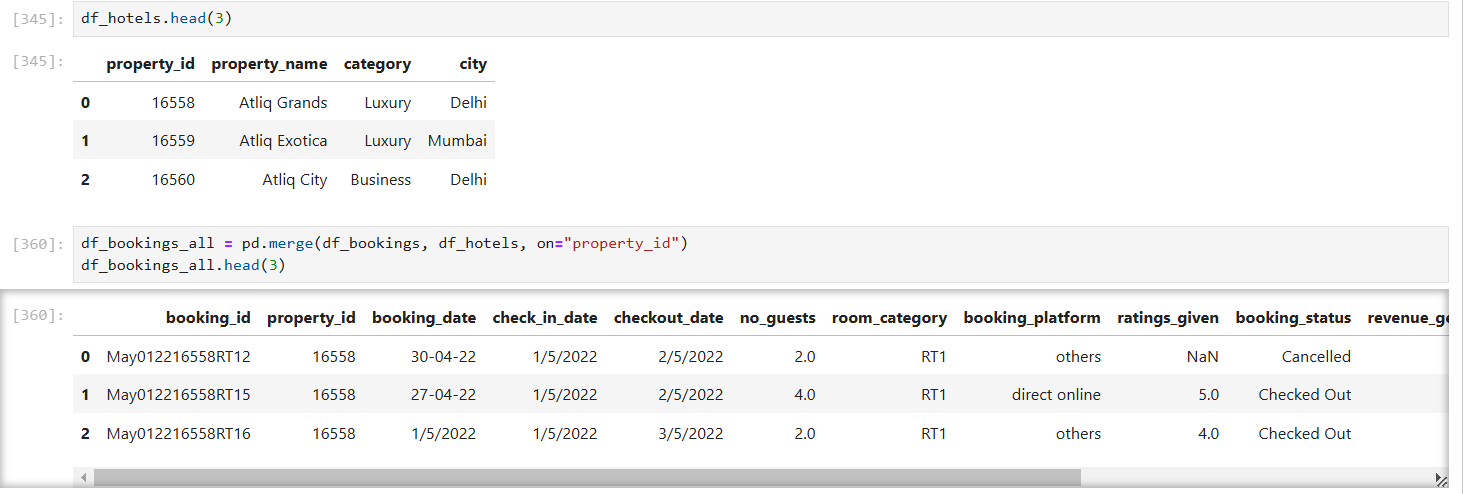 [345]: df_hotels.head(3)
[345]: property_id property_name category city
0 16558 Atliq Grands Luxury Delhi
1 16559 Atliq Exotica Luxury Mumbai
2 16560 Atliq City Business Delhi
[360]: df_bookings_all = pd.merge(df_bookings, df_hotels, on="property_id")
df_bookings_all.head(3)
[360]: booking_id property_id booking_date check_in_date checkout_date no_guests room_category booking_platform ratings_given booking_status revenue_ge
0 May012216558RT12 16558 30-04-22 1/5/2022 2/5/2022 2.0 RT1 others NaN Cancelled
1 May012216558RT15 16558 27-04-22 1/5/2022 2/5/2022 4.0 RT1 direct online 5.0 Checked Out
2 May012216558RT16 16558 1/5/2022 1/5/2022 3/5/2022 2.0 RT1 others 4.0 Checked Out